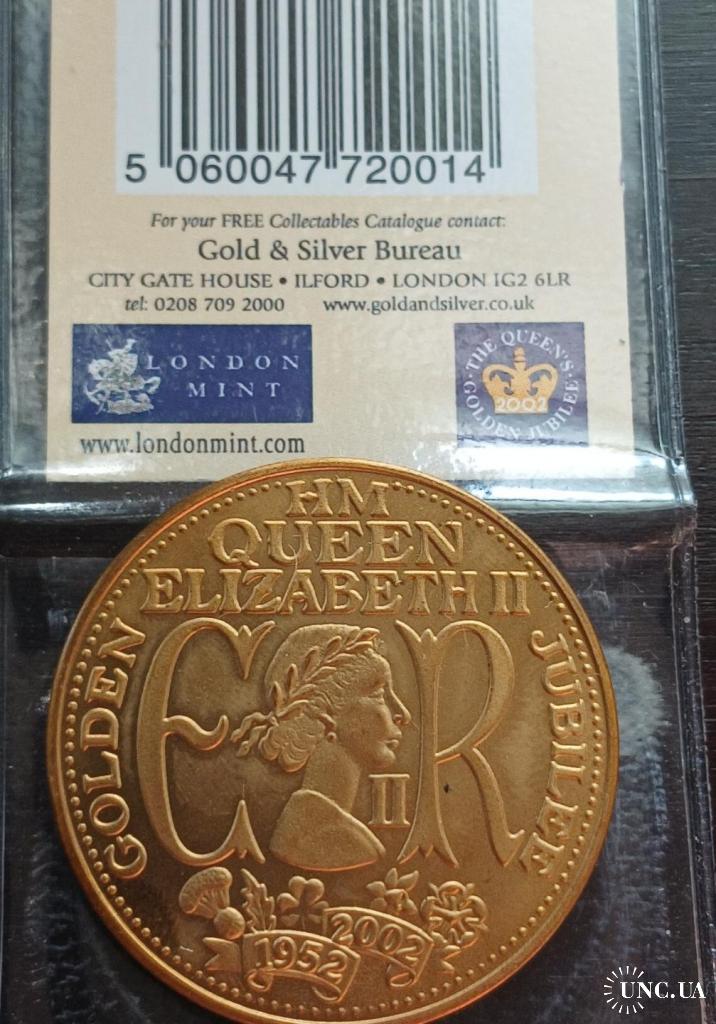 5 060047 720014
For your FREE Collectables Catalogue contact:
Gold & Silver Bureau
CITY GATE HOUSE • ILFORD • LONDON IG2 6LR
tel: 0208 709 2000 www.goldandsilver.co.uk
LONDON
MINT
www.londonmint.com
THE QUEEN'S
GOLDEN JUBILEE
2002
HM
QUEEN
ELIZABETH II
GOLDEN
JUBILEE
E II R
1952 2002
UNC.UA